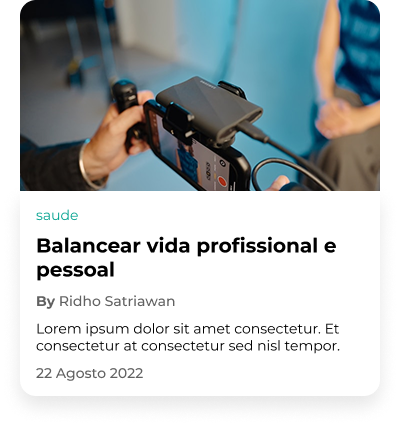 saude
Balancear vida profissional e
pessoal
By Ridho Satriawan
Lorem ipsum dolor sit amet consectetur. Et
consectetur at consectetur sed nisl tempor.
22 Agosto 2022